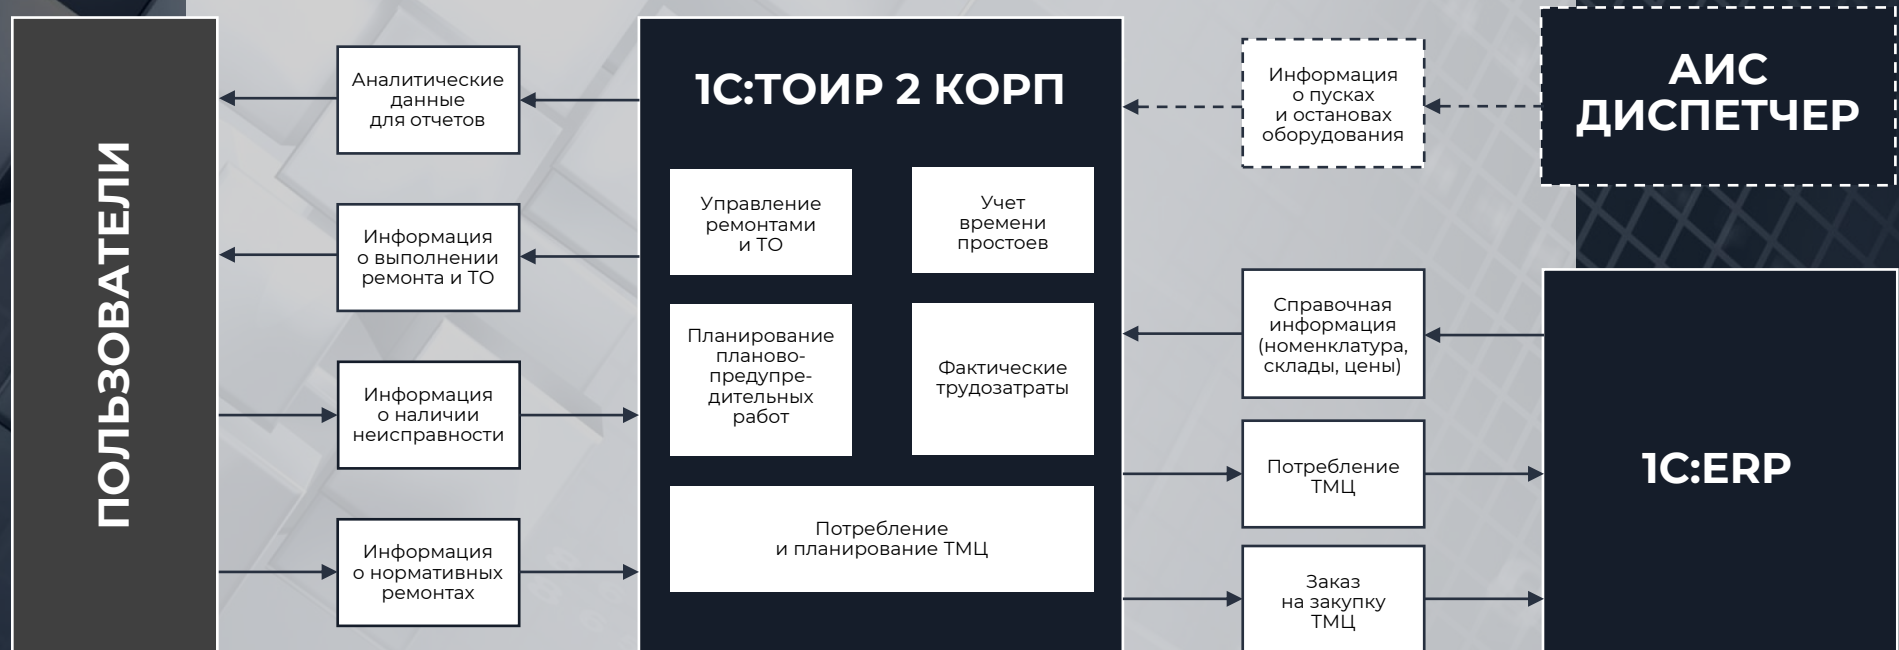 ПОЛЬЗОВАТЕЛИ
Аналитические
данные
для отчетов
Информация
о выполнении
ремонта и ТО
Информация
о наличии
неисправности
Информация
о нормативных
ремонтах
1С:ТОИР 2 КОРП
Управление
ремонтами
и ТО
Учет
времени
простоев
Планирование
планово-
предупре-
дительных
работ
Фактические
трудозатраты
Потребление
и планирование ТМЦ
Информация
о пусках
и остановах
оборудования
Справочная
информация
(номенклатура,
склады, цены)
Потребление
ТМЦ
Заказ
на закупку
ТМЦ
АИС
ДИСПЕТЧЕР
1С:ERP